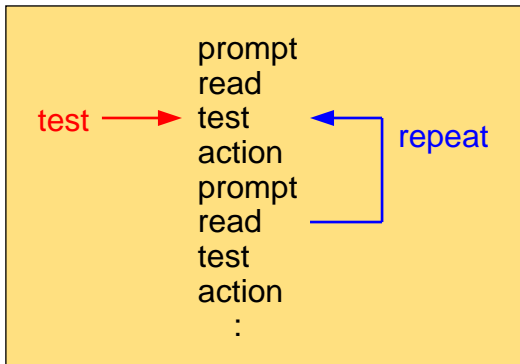 prompt
read
test test
action repeat
prompt
read
test
action
: